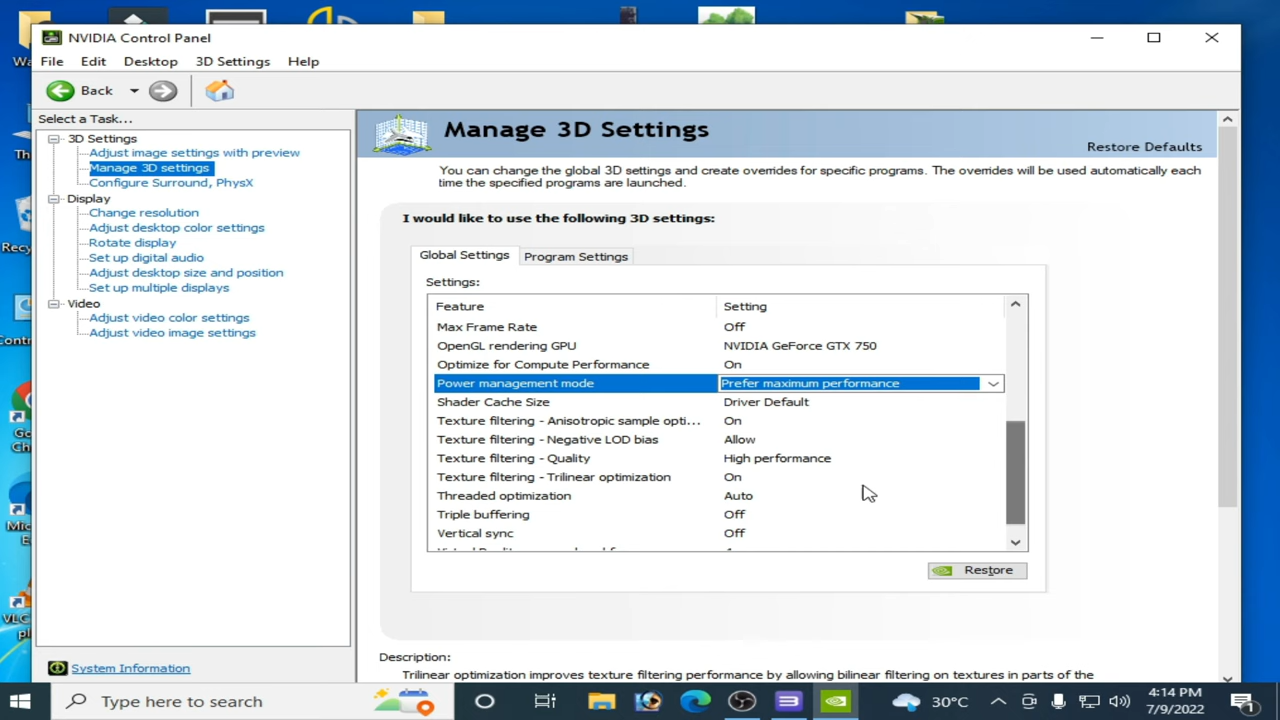 NVIDIA Control Panel
File Edit Desktop 3D Settings Help
Back
Select a Task...
3D Settings
Adjust image settings with preview
Manage 3D settings
Configure Surround, PhysX
Display
Change resolution
Adjust desktop color settings
Rotate display
Set up digital audio
Adjust desktop size and position
Set up multiple displays
Video
Adjust video color settings
Adjust video image settings
System Information
Manage 3D Settings
Restore Defaults
You can change the global 3D settings and create overrides for specific programs. The overrides will be used automatically each
time the specified programs are launched.
I would like to use the following 3D settings:
Global Settings Program Settings
Settings:
Feature Setting
Max Frame Rate Off
OpenGL rendering GPU NVIDIA GeForce GTX 750
Optimize for Compute Performance On
Power management mode Prefer maximum performance
Shader Cache Size Driver Default
Texture filtering - Anisotropic sample opti... On
Texture filtering - Negative LOD bias Allow
Texture filtering - Quality High performance
Texture filtering - Trilinear optimization On
Threaded optimization Auto
Triple buffering Off
Vertical sync Off
Restore
Description:
Trilinear optimization improves texture filtering performance by allowing bilinear filtering on textures in parts of the
Type here to search
30°C
4:14 PM
7/9/2022
1